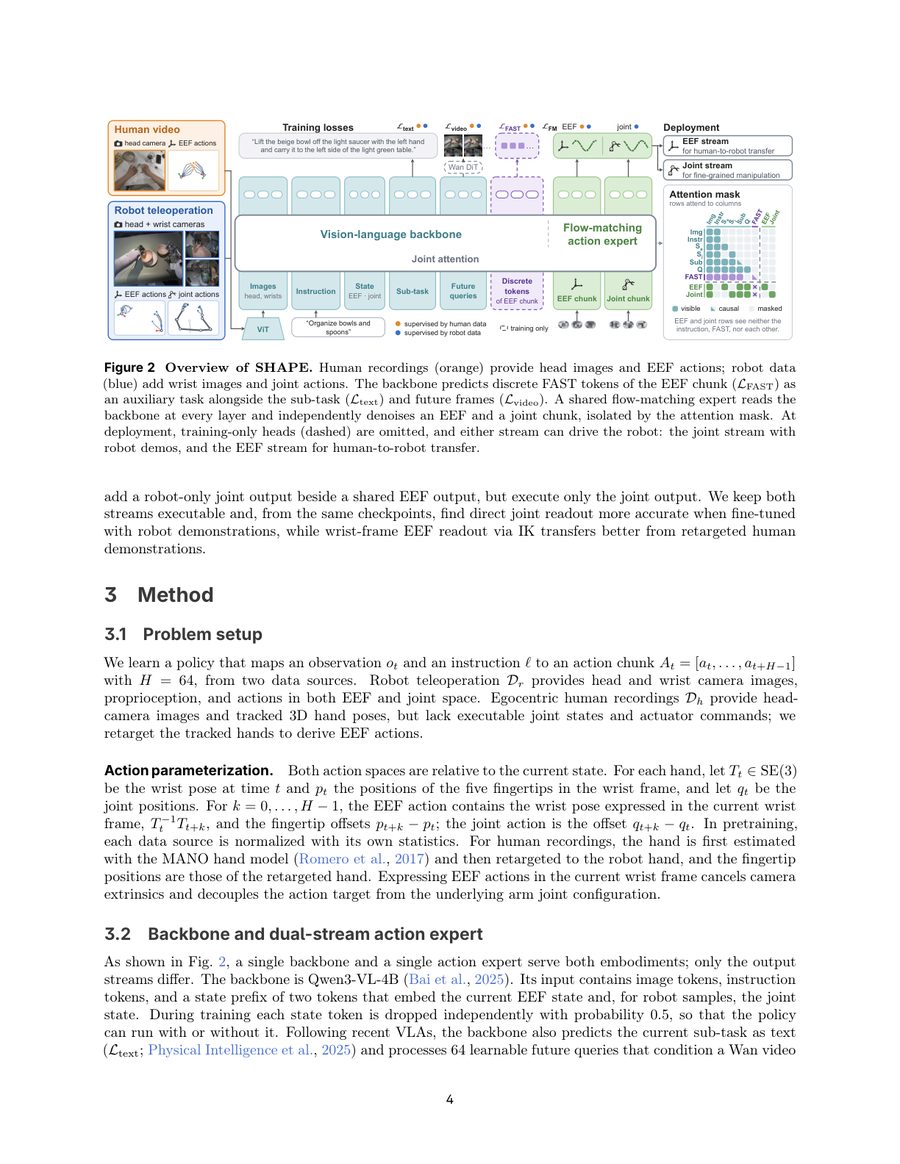 Human video
head camera EEF actions
Robot teleoperation
head + wrist cameras
EEF actions joint actions
Training losses
"Lift the beige bowl off the light saucer with the left hand
and carry it to the left side of the light green table."
ℒtext
ℒvideo
ℒFAST
ℒFM EEF joint
Wan DiT
Vision-language backbone
Flow-matching
action expert
Joint attention
Images
head, wrists
Instruction
State
EEF · joint
Sub-task
Future
queries
Discrete
tokens
of EEF chunk
EEF chunk
Joint chunk
ViT
"Organize bowls and
spoons"
supervised by human data
supervised by robot data
training only
Deployment
EEF stream
for human-to-robot transfer
Joint stream
for fine-grained manipulation
Attention mask
rows attend to columns
Img
Instr
Sub
Q
FAST
EEF
Joint
Img
Instr
Sub
Q
FAST
EEF
Joint
visible causal masked
EEF and joint rows see neither the
instruction, FAST, nor each other.
Figure 2 Overview of SHAPE. Human recordings (orange) provide head images and EEF actions; robot data
(blue) add wrist images and joint actions. The backbone predicts discrete FAST tokens of the EEF chunk (ℒFAST) as
an auxiliary task alongside the sub-task (ℒtext) and future frames (ℒvideo). A shared flow-matching expert reads the
backbone at every layer and independently denoises an EEF and a joint chunk, isolated by the attention mask. At
deployment, training-only heads (dashed) are omitted, and either stream can drive the robot: the joint stream with
robot demos, and the EEF stream for human-to-robot transfer.
add a robot-only joint output beside a shared EEF output, but execute only the joint output. We keep both
streams executable and, from the same checkpoints, find direct joint readout more accurate when fine-tuned
with robot demonstrations, while wrist-frame EEF readout via IK transfers better from retargeted human
demonstrations.
3 Method
3.1 Problem setup
We learn a policy that maps an observation oₜ and an instruction ℓ to an action chunk Aₜ = [aₜ, . . . , aₜ₊H₋₁]
with H = 64, from two data sources. Robot teleoperation 𝒟ᵣ provides head and wrist camera images,
proprioception, and actions in both EEF and joint space. Egocentric human recordings 𝒟ₕ provide head-
camera images and tracked 3D hand poses, but lack executable joint states and actuator commands; we
retarget the tracked hands to derive EEF actions.
Action parameterization. Both action spaces are relative to the current state. For each hand, let Tₜ ∈ SE(3)
be the wrist pose at time t and pₜ the positions of the five fingertips in the wrist frame, and let qₜ be the
joint positions. For k = 0, . . . , H − 1, the EEF action contains the wrist pose expressed in the current wrist
frame, Tₜ⁻¹Tₜ₊ₖ, and the fingertip offsets pₜ₊ₖ − pₜ; the joint action is the offset qₜ₊ₖ − qₜ. In pretraining,
each data source is normalized with its own statistics. For human recordings, the hand is first estimated
with the MANO hand model (Romero et al., 2017) and then retargeted to the robot hand, and the fingertip
positions are those of the retargeted hand. Expressing EEF actions in the current wrist frame cancels camera
extrinsics and decouples the action target from the underlying arm joint configuration.
3.2 Backbone and dual-stream action expert
As shown in Fig. 2, a single backbone and a single action expert serve both embodiments; only the output
streams differ. The backbone is Qwen3-VL-4B (Bai et al., 2025). Its input contains image tokens, instruction
tokens, and a state prefix of two tokens that embed the current EEF state and, for robot samples, the joint
state. During training each state token is dropped independently with probability 0.5, so that the policy
can run with or without it. Following recent VLAs, the backbone also predicts the current sub-task as text
(ℒtext; Physical Intelligence et al., 2025) and processes 64 learnable future queries that condition a Wan video
4